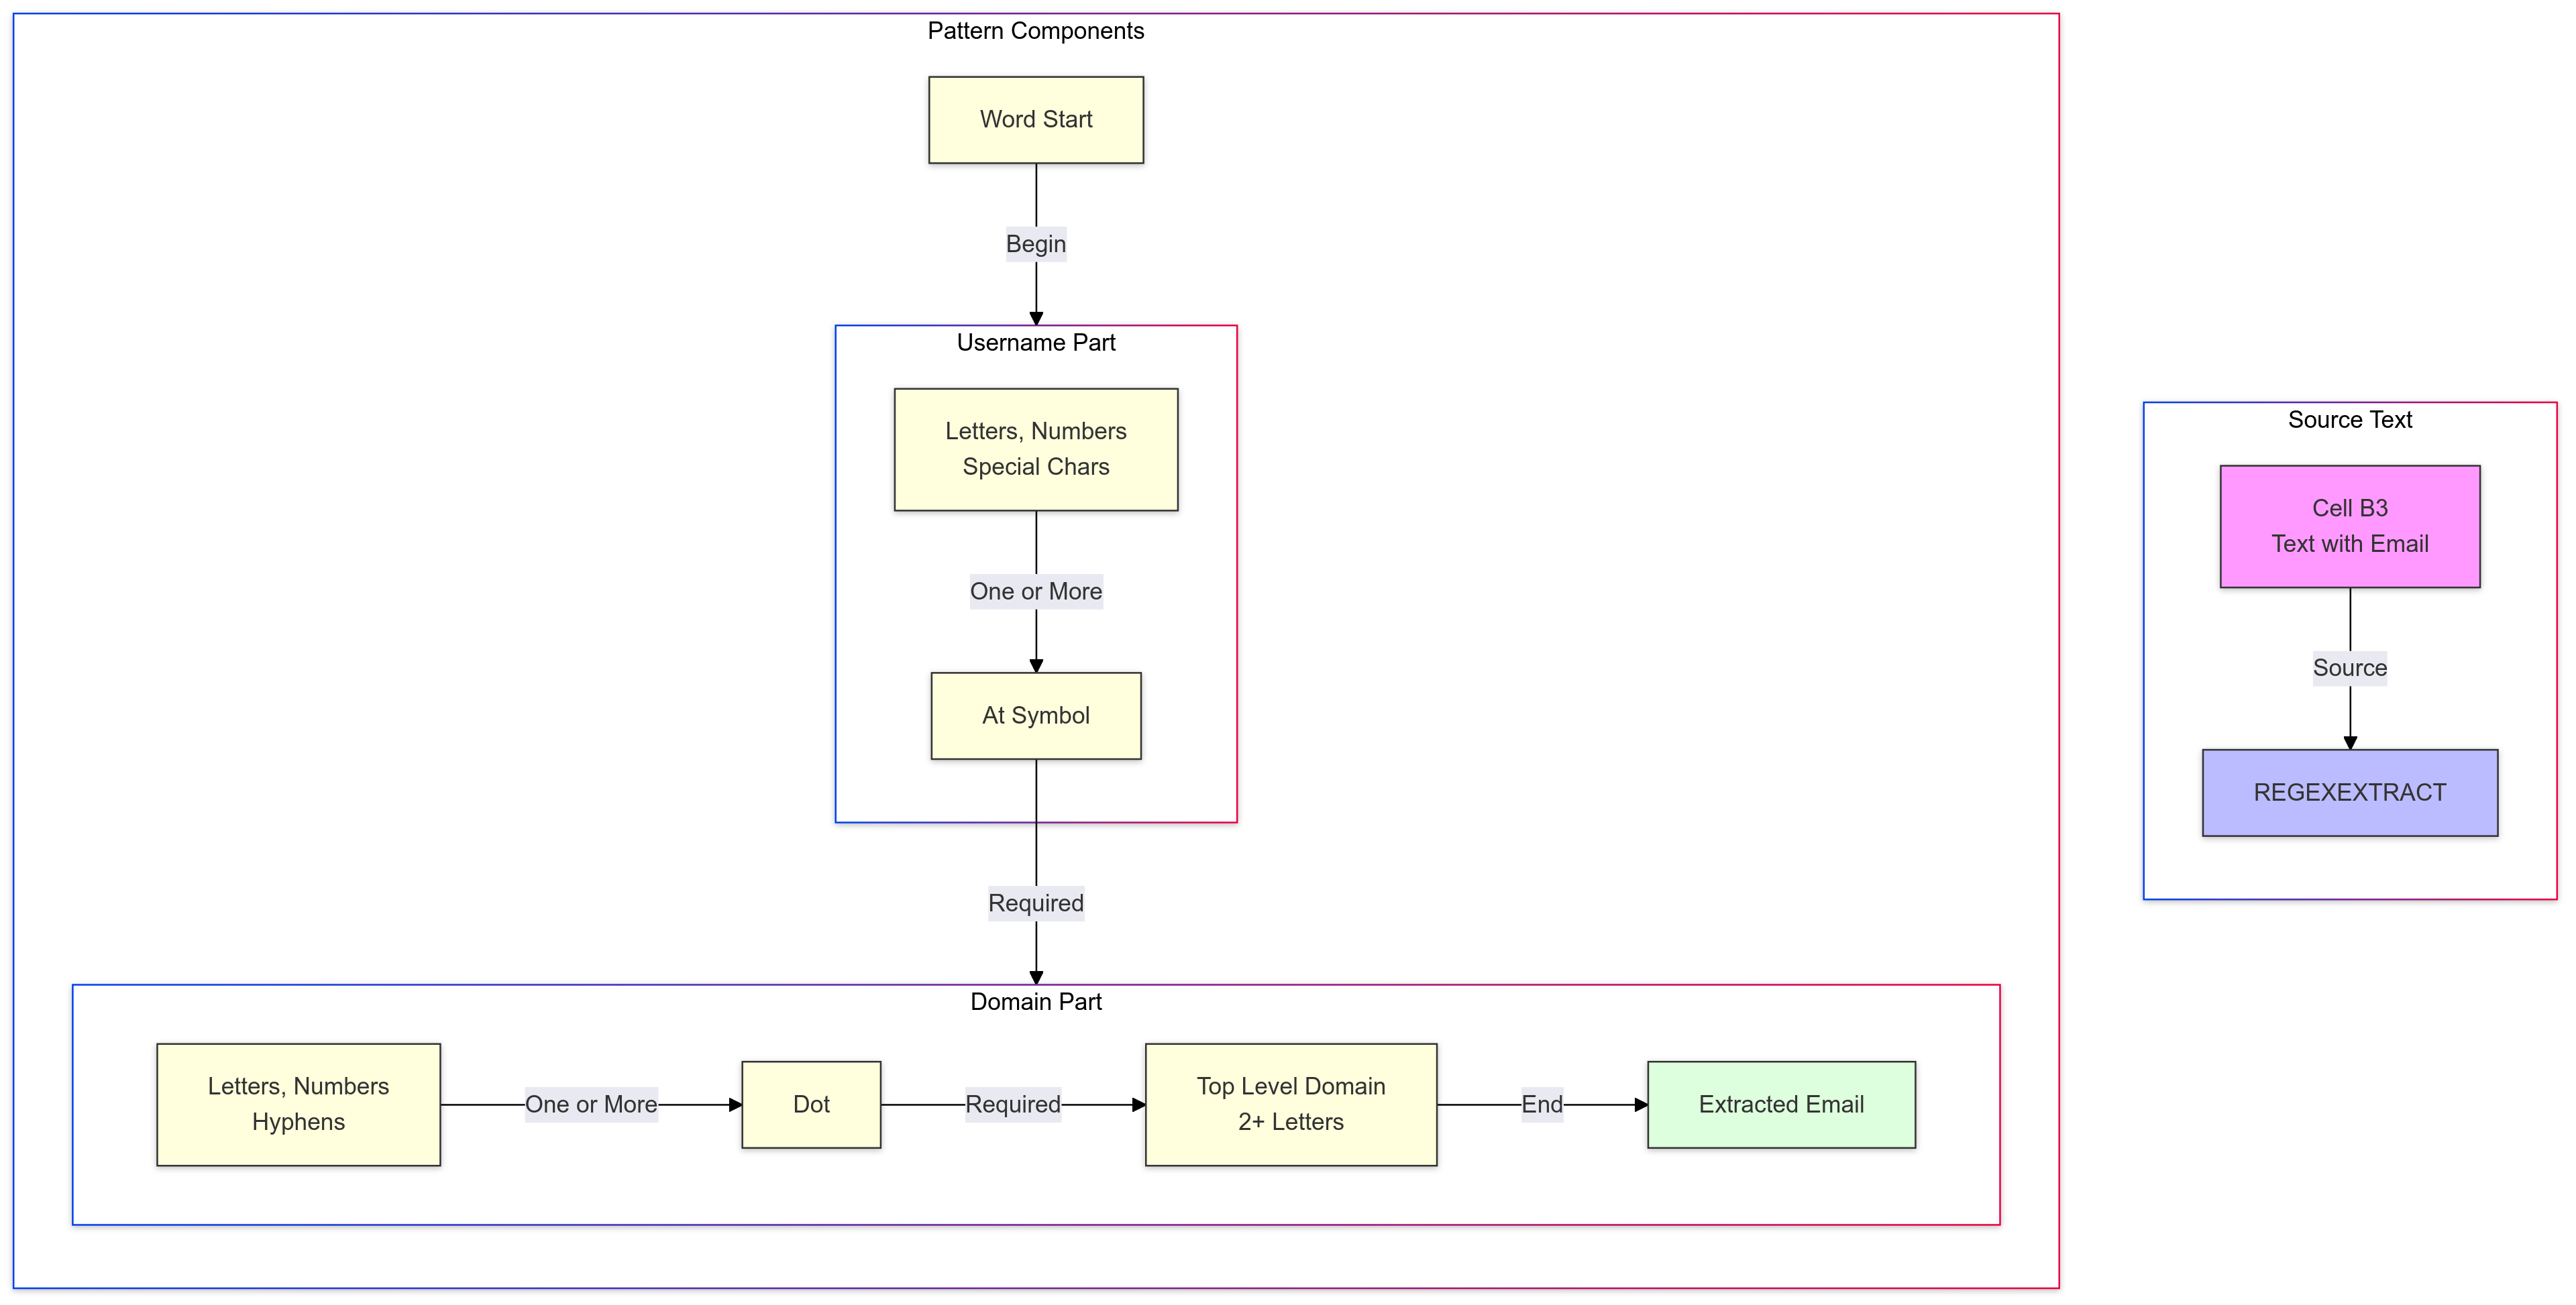 Pattern Components
Word Start
Begin
Username Part
Letters, Numbers
Special Chars
One or More
At Symbol
Required
Domain Part
Letters, Numbers
Hyphens
One or More
Dot
Required
Top Level Domain
2+ Letters
End
Extracted Email
Source Text
Cell B3
Text with Email
Source
REGEXEXTRACT